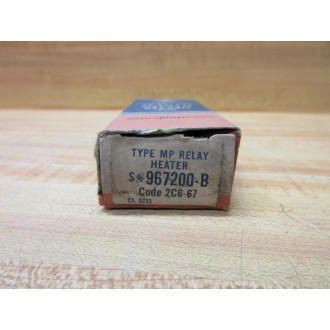 TYPE MP RELAY
HEATER
S# 967200-B
Code 2C6-67